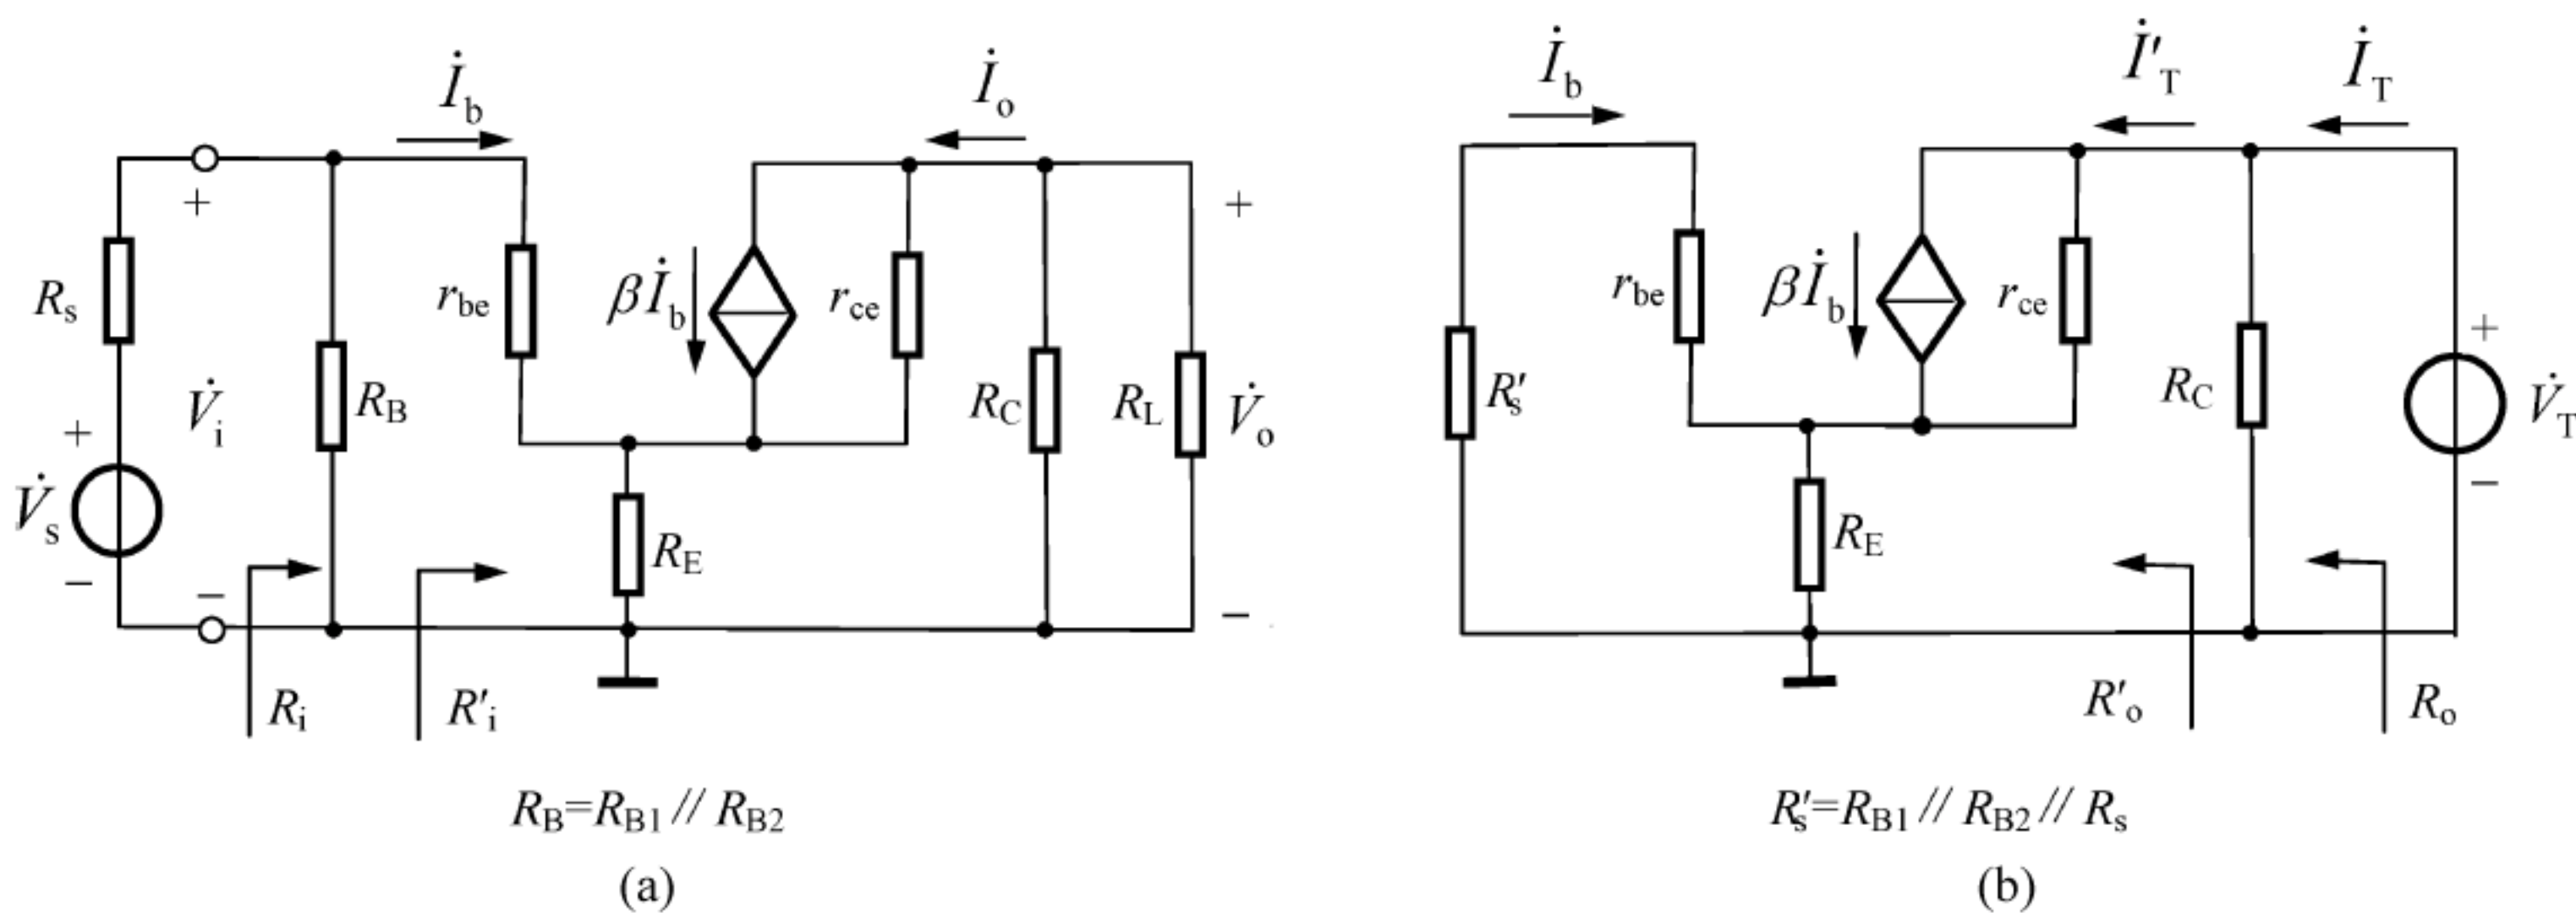 İb
İo
+
Rs
rbe
βİb
rce
+
V̇i
RB
RC
RL
V̇o
+
V̇s
−
RE
−
−
Ri
R′i
RB=RB1 // RB2
(a)
İb
İ′T
İT
rbe
βİb
rce
R′s
RC
+
V̇T
−
RE
R′o
Ro
R′s=RB1 // RB2 // Rs
(b)